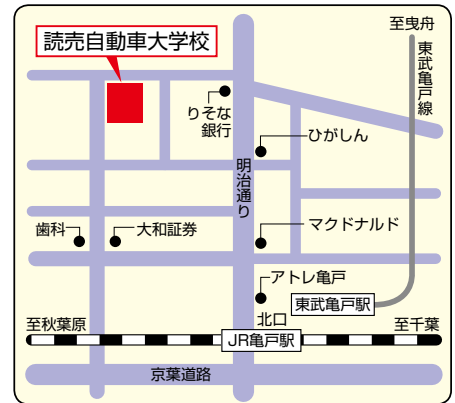 至曳舟
読売自動車大学校
東武亀戸線
りそな
銀行
ひがしん
明治通り
歯科
大和証券
マクドナルド
アトレ亀戸
東武亀戸駅
北口
至秋葉原
至千葉
JR亀戸駅
京葉道路